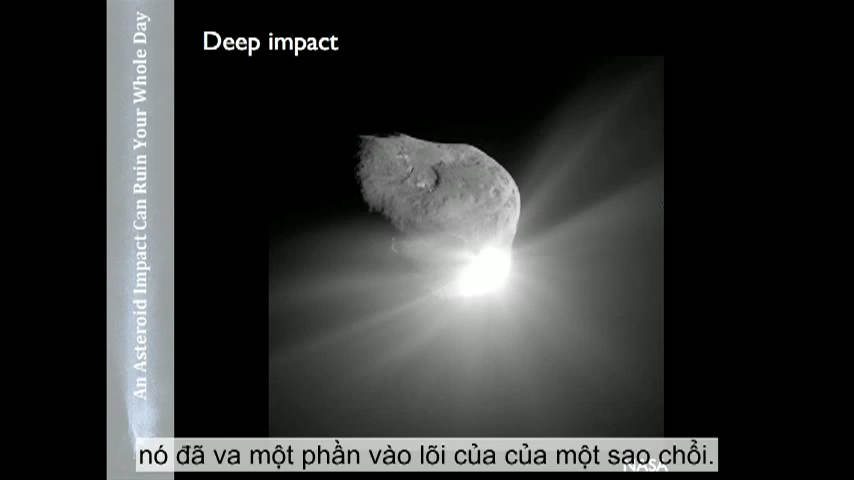 An Asteroid Impact Can Ruin Your Whole Day
Deep impact
nó đã va một phần vào lõi của của một sao chổi.
NASA